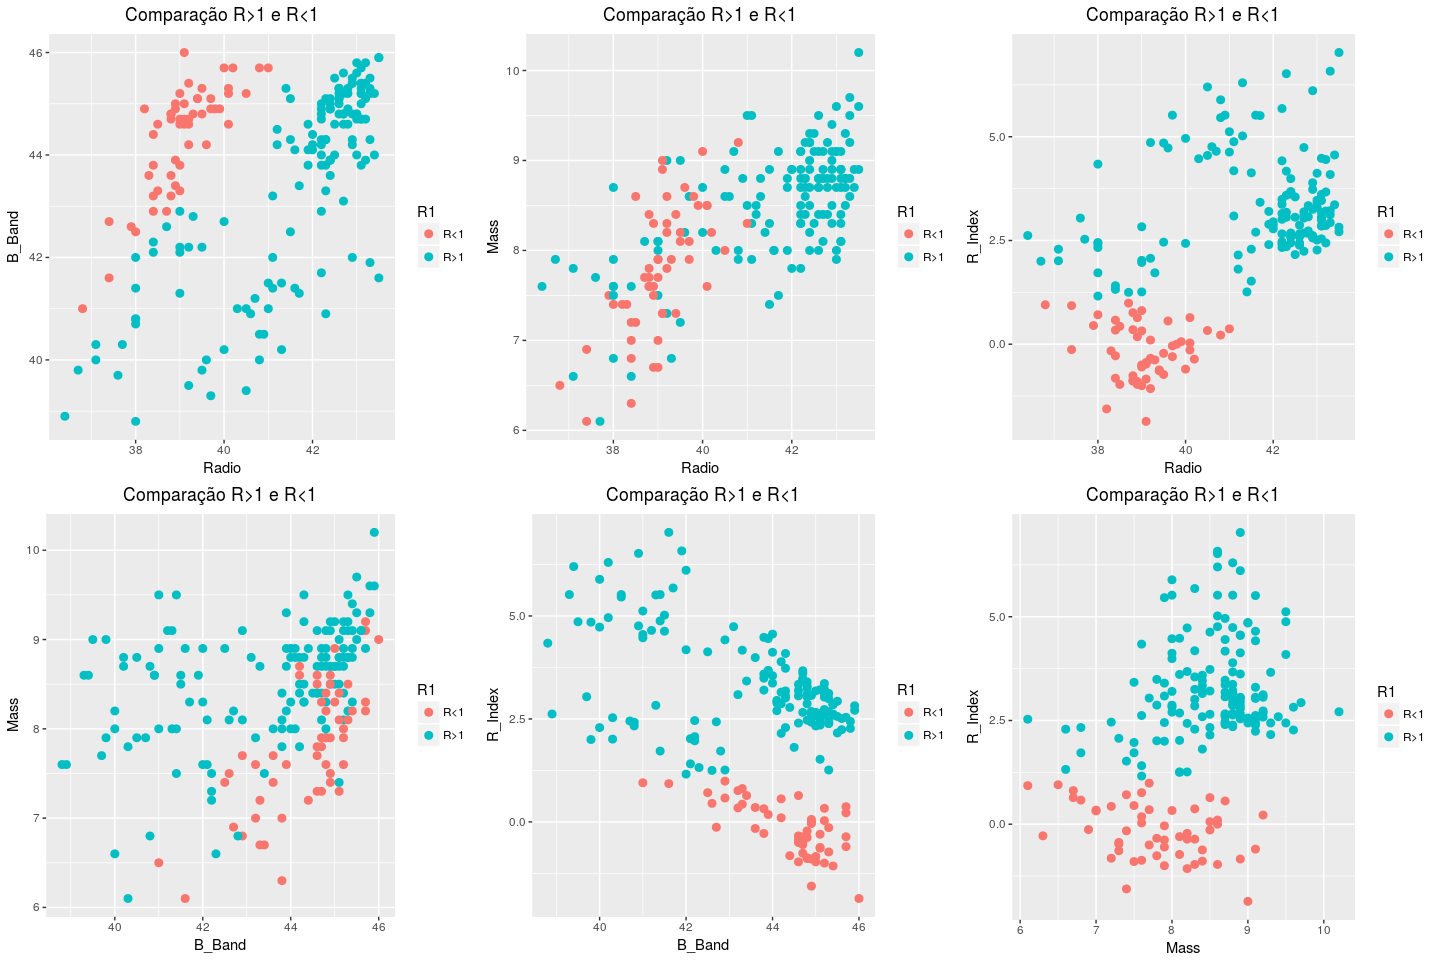 Comparação R>1 e R<1
46
44
42
40
B_Band
38
40
42
Radio
R1
R<1
R>1
Comparação R>1 e R<1
10
9
8
7
6
Mass
38
40
42
Radio
R1
R<1
R>1
Comparação R>1 e R<1
5.0
2.5
0.0
R_Index
38
40
42
Radio
R1
R<1
R>1
Comparação R>1 e R<1
10
9
8
7
6
Mass
40
42
44
46
B_Band
R1
R<1
R>1
Comparação R>1 e R<1
5.0
2.5
0.0
R_Index
40
42
44
46
B_Band
R1
R<1
R>1
Comparação R>1 e R<1
5.0
2.5
0.0
R_Index
6
7
8
9
10
Mass
R1
R<1
R>1